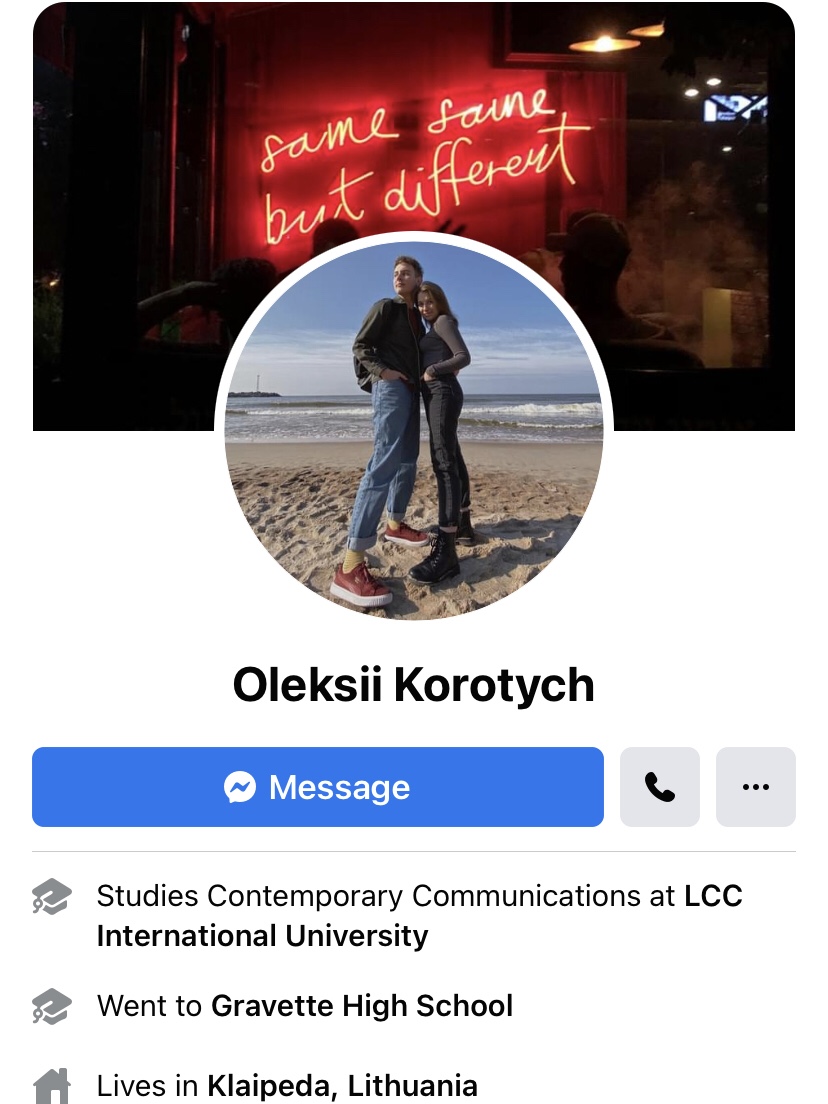 same same
but different
Oleksii Korotych
Message
Studies Contemporary Communications at LCC
International University
Went to Gravette High School
Lives in Klaipeda, Lithuania